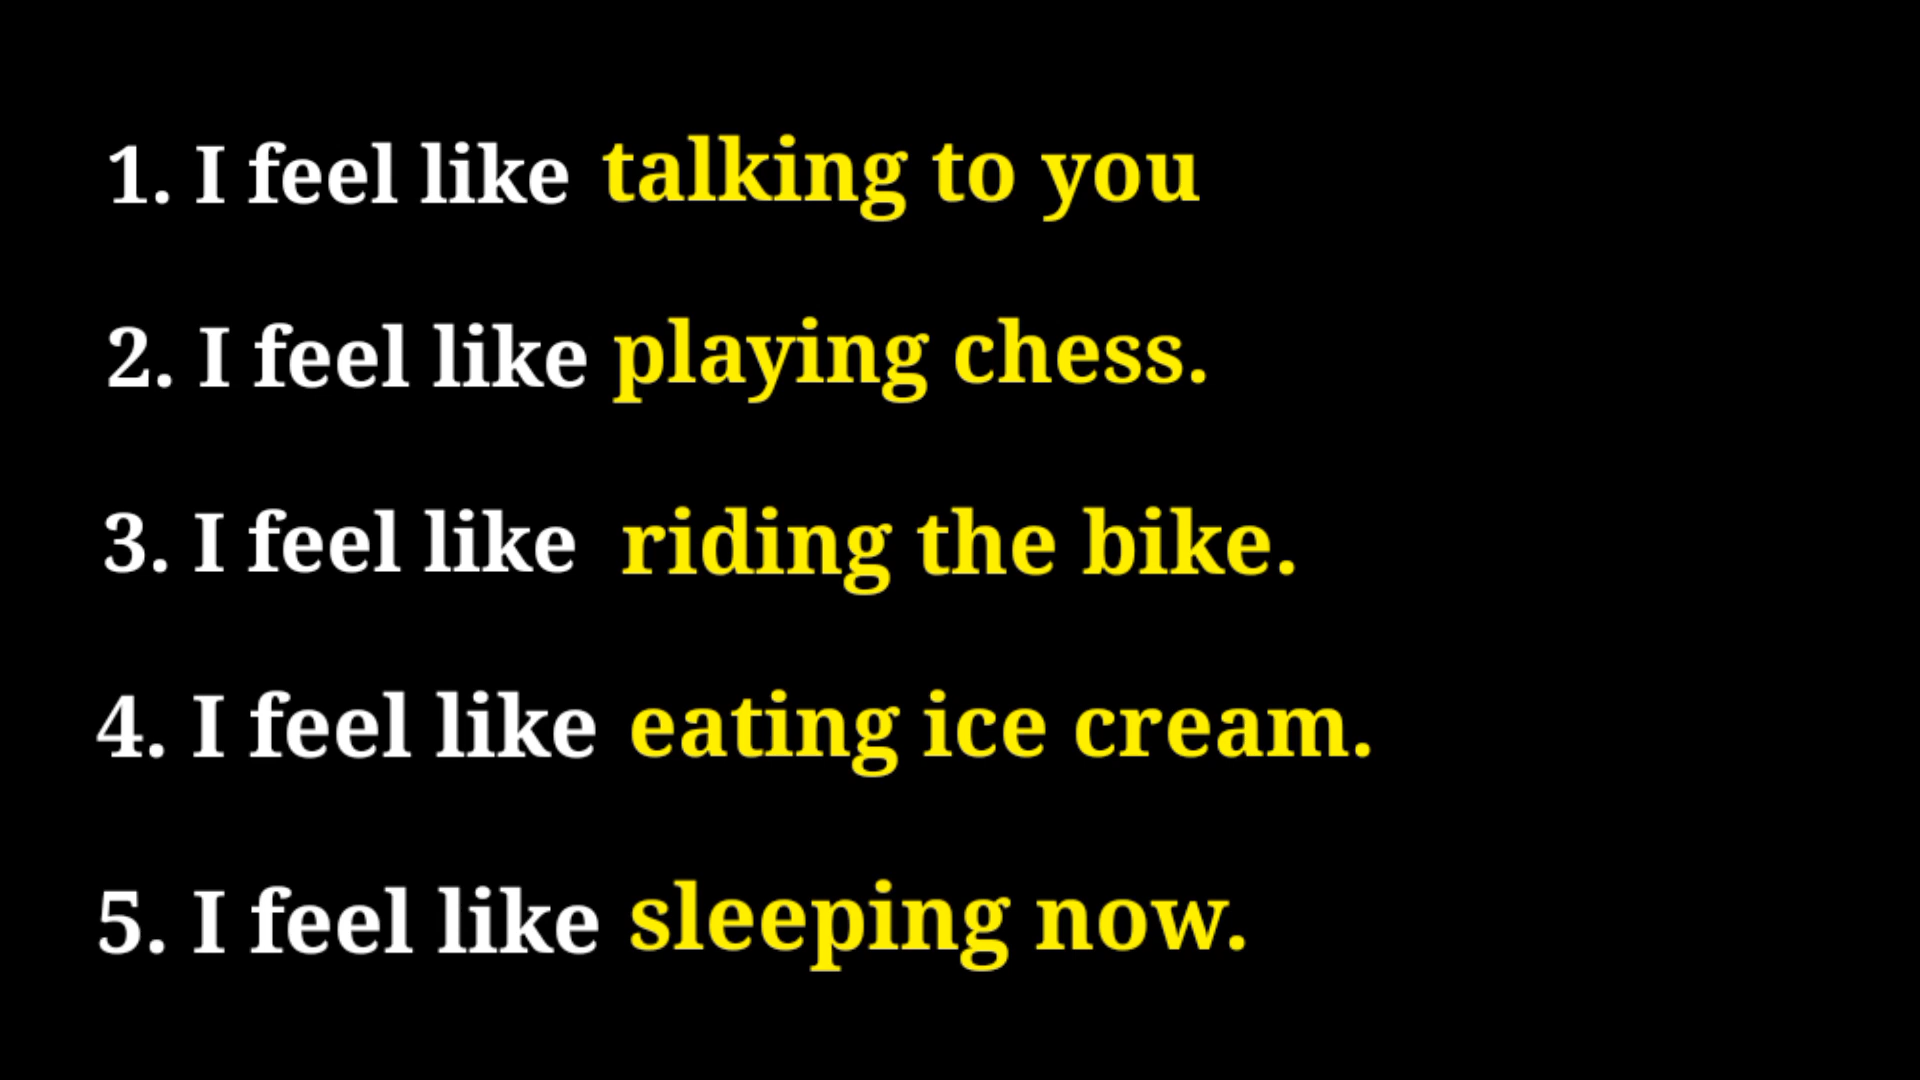 1. I feel like talking to you
2. I feel like playing chess.
3. I feel like riding the bike.
4. I feel like eating ice cream.
5. I feel like sleeping now.